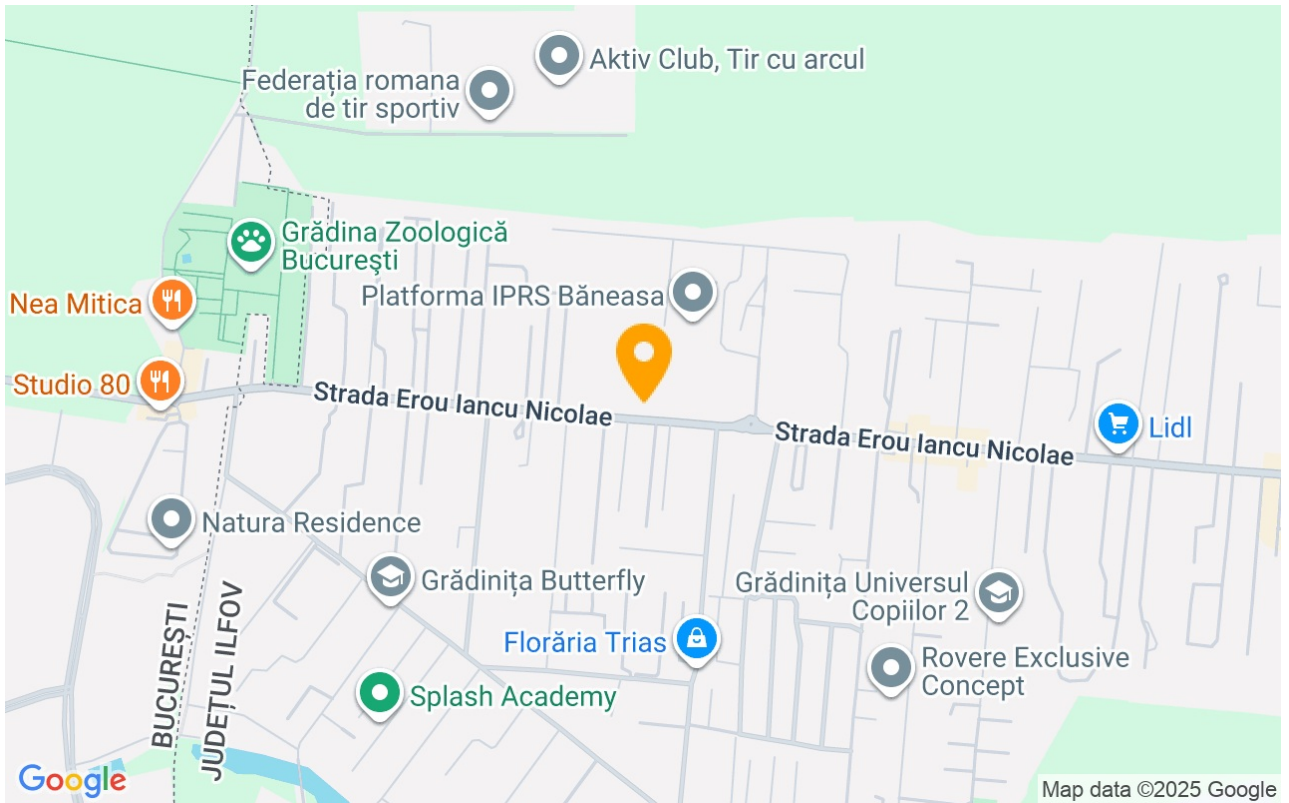 Aktiv Club, Tir cu arcul
Federația romana
de tir sportiv
Grădina Zoologică
Bucureşti
Platforma IPRS Băneasa
Nea Mitica
Studio 80
Strada Erou Iancu Nicolae
Strada Erou Iancu Nicolae
Lidl
Natura Residence
Grădinița Butterfly
Grădinița Universul
Copiilor 2
BUCUREȘTI
JUDEȚUL ILFOV
Florăria Trias
Rovere Exclusive
Concept
Splash Academy
Google
Map data ©2025 Google